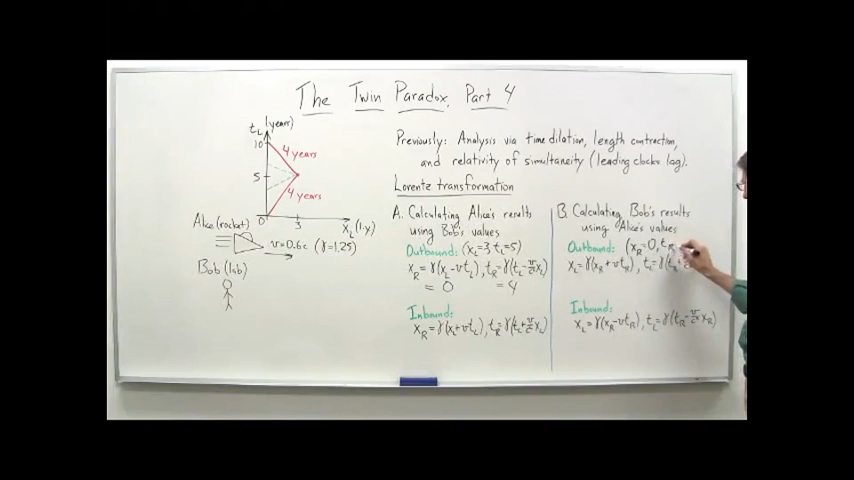 The Twin Paradox, Part 4
t_L (years)
10
4 years
5
4 years
0
3
x_L (l.y)
Alice (rocket)
v=0.6c (γ=1.25)
Bob (lab)
Previously: Analysis via time dilation, length contraction,
and relativity of simultaneity (leading clocks lag).
Lorentz transformation
A. Calculating Alice's results
using Bob's values
Outbound: (x_L=3, t_L=5)
x_R = γ(x_L-vt_L), t_R=γ(t_L-v/c² x_L)
= 0 = 4
Inbound:
x_R=γ(x_L+vt_L), t_R=γ(t_L+v/c² x_L)
B. Calculating Bob's results
using Alice's values
Outbound: (x_R=0, t_R
x_L=γ(x_R+vt_R), t_L=γ(t_R+
Inbound:
x_L=γ(x_R-vt_R), t_L=γ(t_R-v/c² x_R)